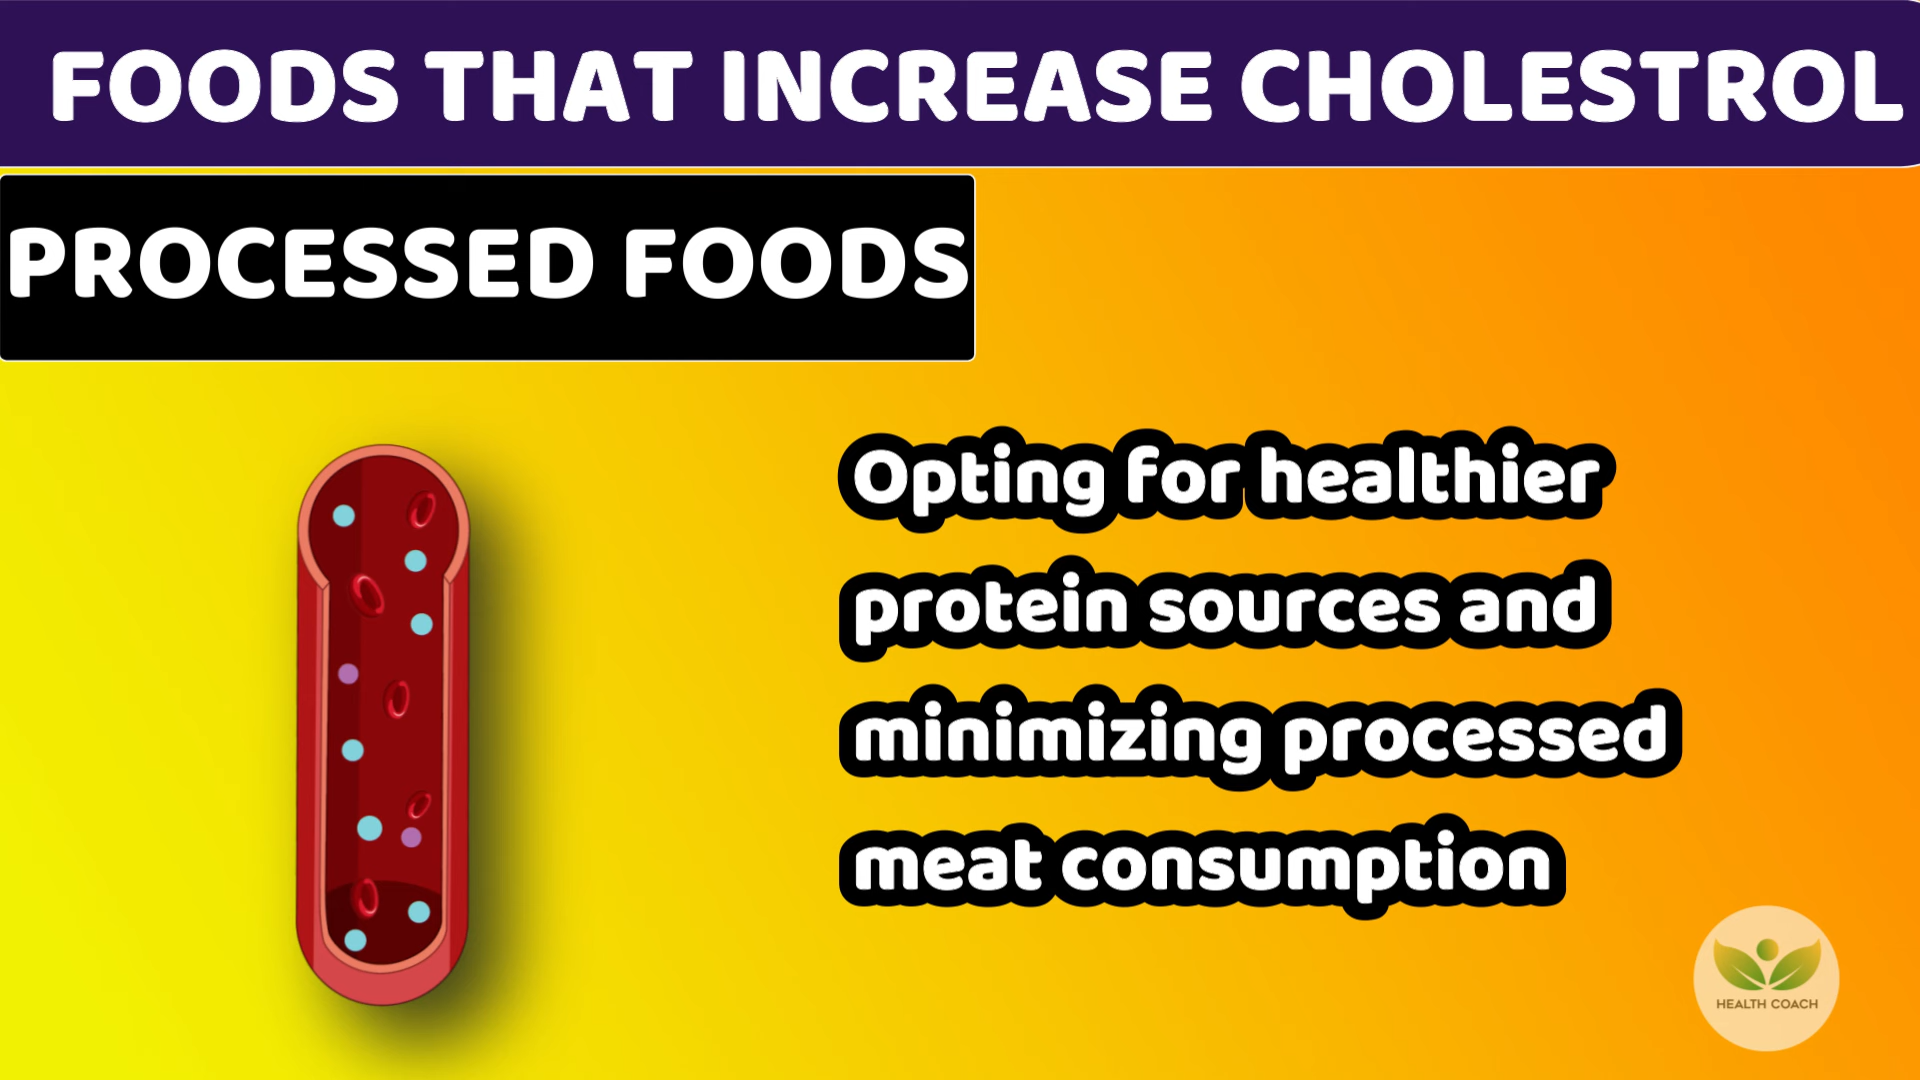 FOODS THAT INCREASE CHOLESTROL
PROCESSED FOODS
Opting for healthier
protein sources and
minimizing processed
meat consumption
HEALTH COACH